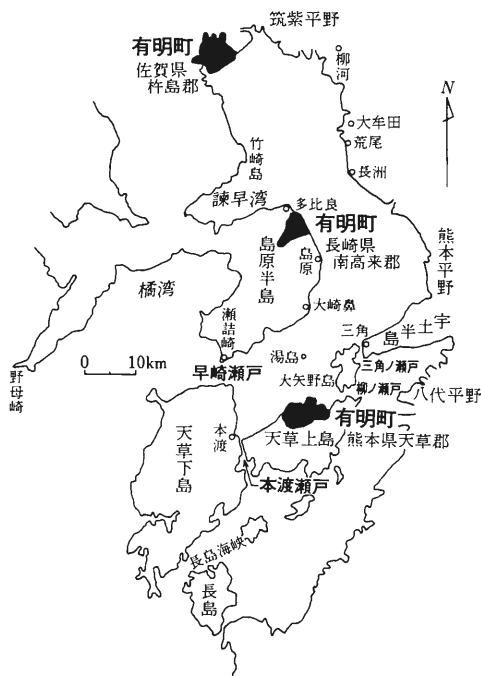 筑紫平野
有明町
佐賀県
杵島郡
柳河
N
大牟田
荒尾
長洲
竹崎島
諫早湾
多比良
有明町
長崎県
南高来郡
島原半島
島原
熊本平野
橘湾
大崎鼻
瀬詰崎
三角
宇土半島
湯島
三角ノ瀬戸
0 10km
早崎瀬戸
大矢野島
柳ノ瀬戸
八代平野
野母崎
有明町
天草上島
熊本県天草郡
本渡
天草下島
本渡瀬戸
長島海峡
長島